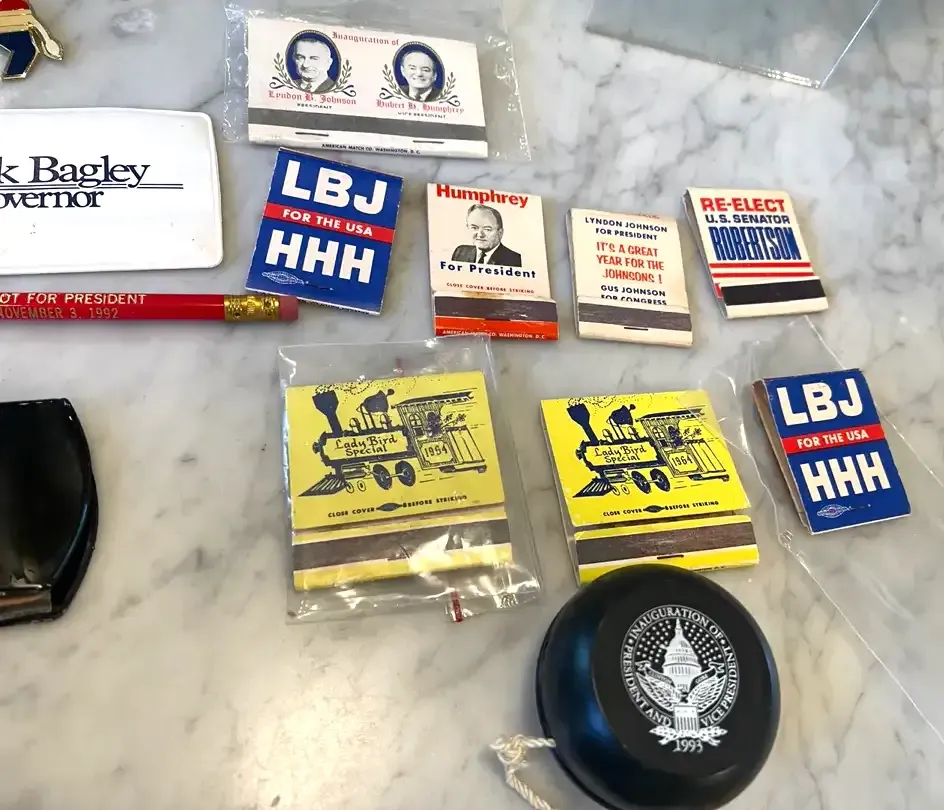 Inauguration of
Lyndon B. Johnson
PRESIDENT
Hubert H. Humphrey
VICE PRESIDENT
AMERICAN MATCH CO. WASHINGTON, D.C.
k Bagley
overnor
LBJ
FOR THE USA
HHH
Humphrey
For President
CLOSE COVER BEFORE STRIKING
AMERICAN MATCH CO. WASHINGTON
LYNDON JOHNSON
FOR PRESIDENT
IT'S A GREAT
YEAR FOR THE
JOHNSONS !
GUS JOHNSON
FOR CONGRESS
RE-ELECT
U.S. SENATOR
ROBERTSON
OT FOR PRESIDENT
NOVEMBER 3, 1992
Lady Bird
Special
1964
CLOSE COVER BEFORE STRIKING
Lady Bird
Special
1964
CLOSE COVER BEFORE STRIKING
LBJ
FOR THE USA
HHH
INAUGURATION OF
PRESIDENT AND VICE PRESIDENT
1993